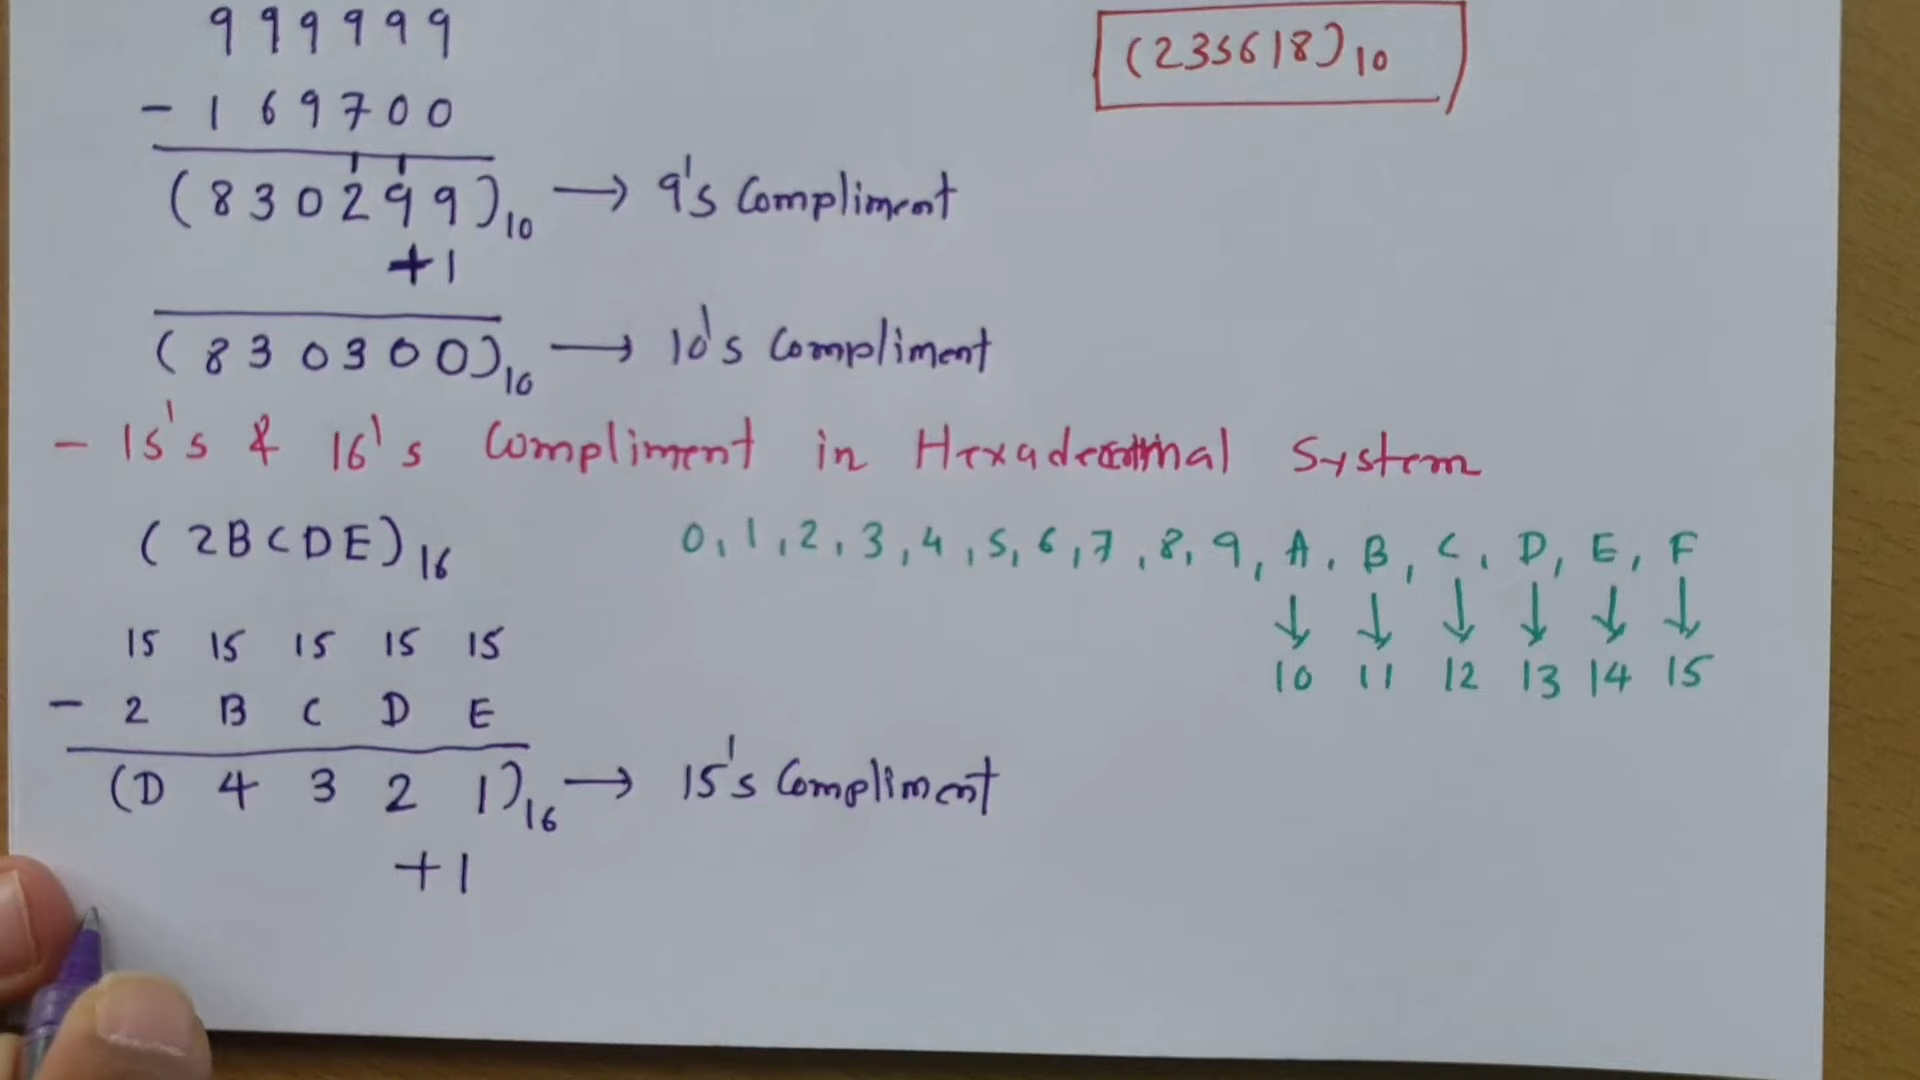 999999
(235618)10
- 169700
(830299)10 → 9's Compliment
+1
(830300)10 → 10's Compliment
- 15's & 16's Compliment in Hexadecimal System
(2BCDE)16
0, 1, 2, 3, 4, 5, 6, 7, 8, 9, A, B, C, D, E, F
↓ ↓ ↓ ↓ ↓ ↓
15 15 15 15 15
10 11 12 13 14 15
- 2 B C D E
(D 4 3 2 1)16 → 15's Compliment
+1